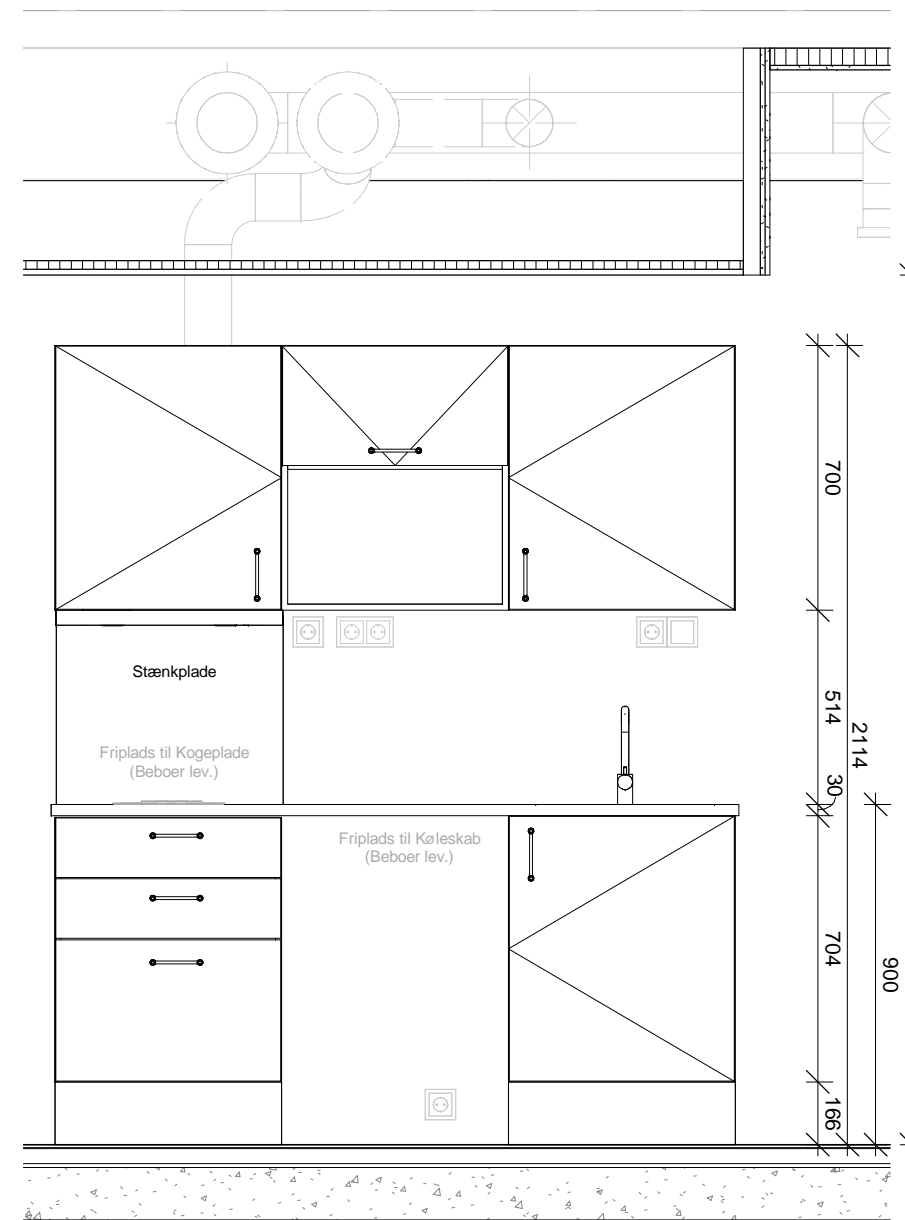 700
Stænkplade
514
2114
Friplads til Kogeplade
(Beboer lev.)
30
Friplads til Køleskab
(Beboer lev.)
704
900
166